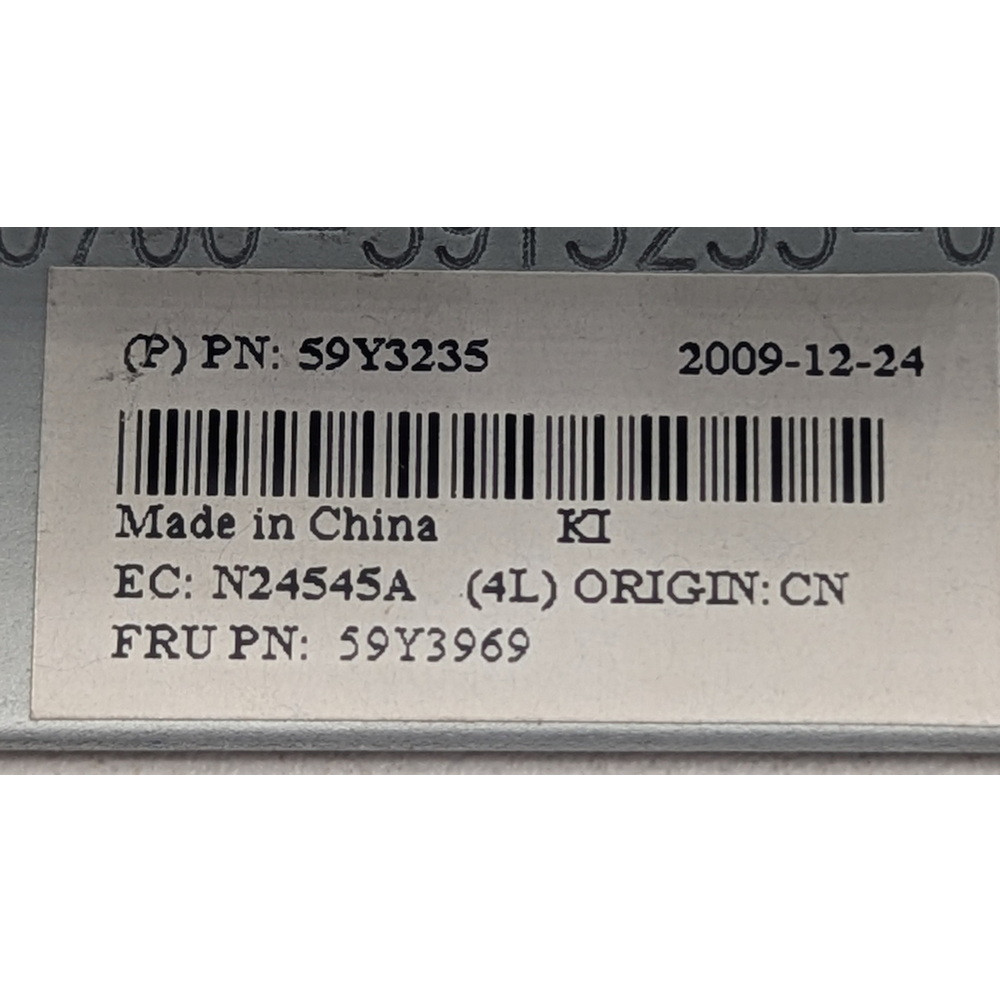 (P) PN: 59Y3235 2009-12-24
Made in China KI
EC: N24545A (4L) ORIGIN: CN
FRU PN: 59Y3969